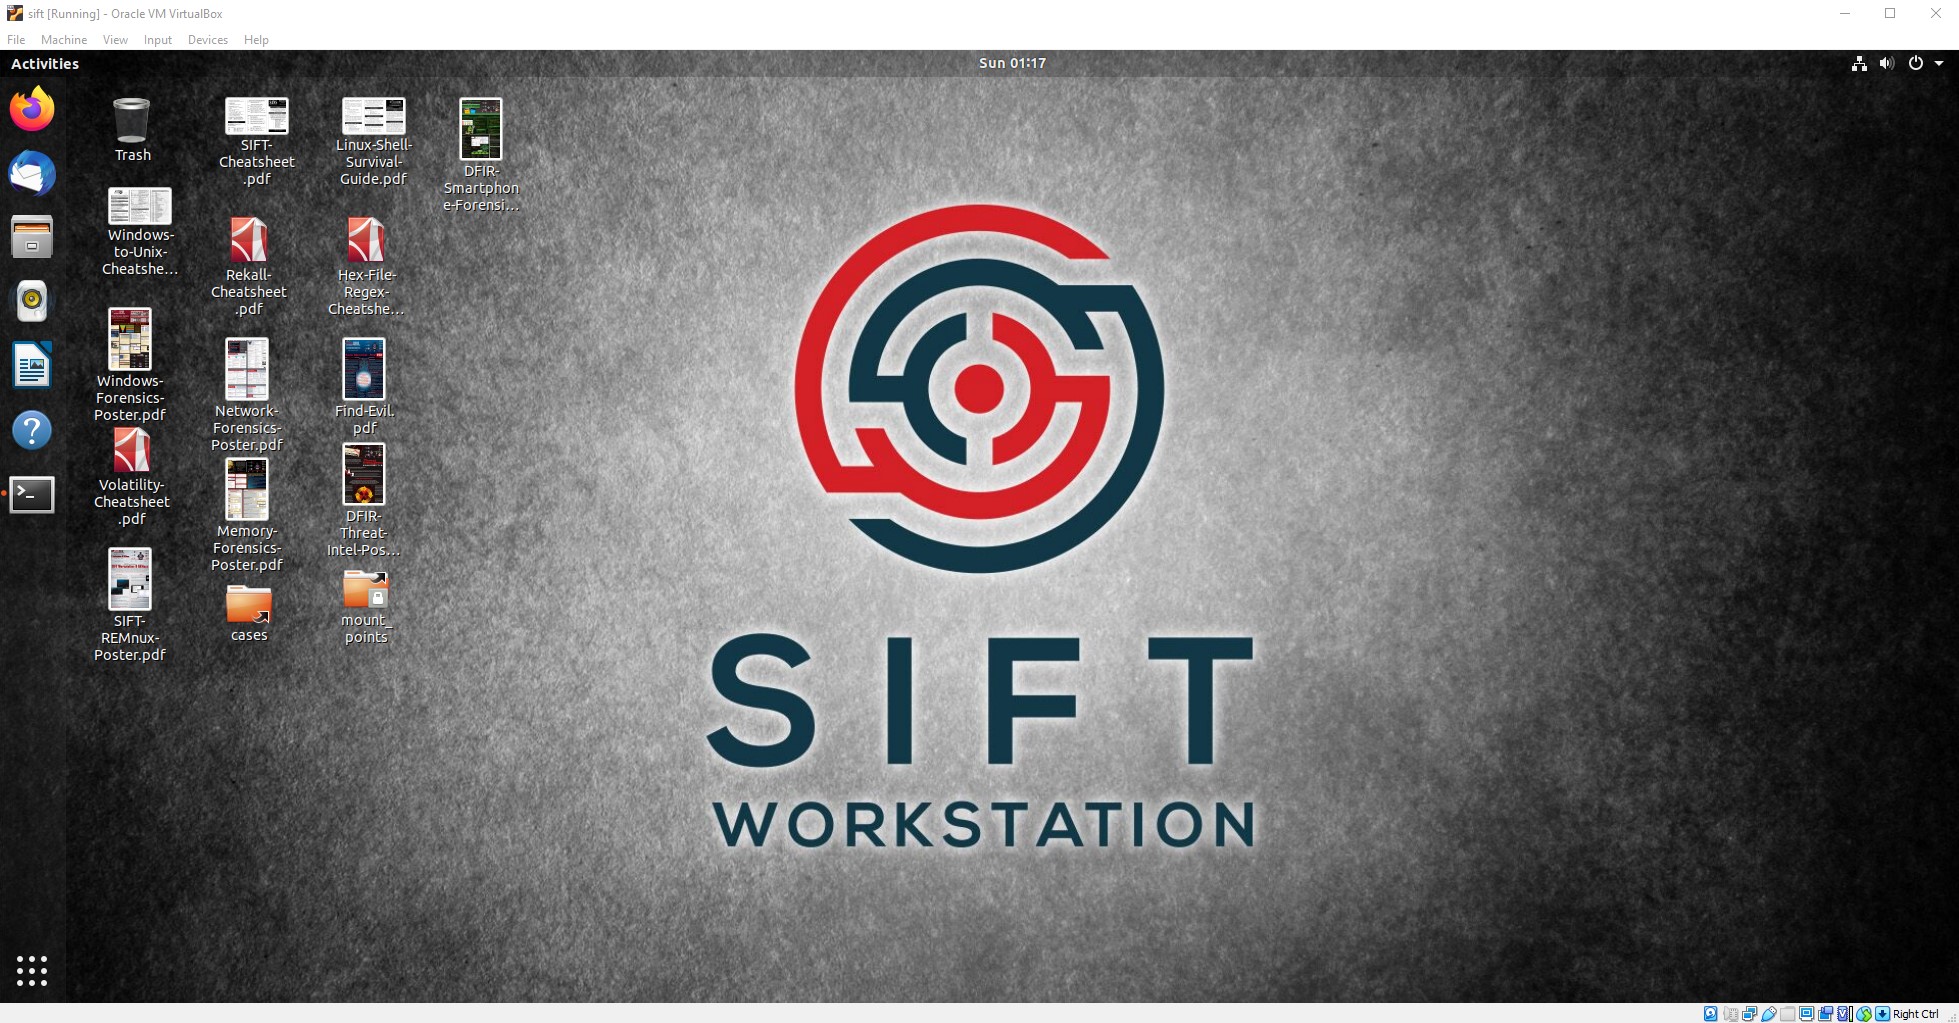 sift [Running] - Oracle VM VirtualBox
File Machine View Input Devices Help
Activities
Sun 01:17
Trash
SIFT-
Cheatsheet
.pdf
Linux-Shell-
Survival-
Guide.pdf
DFIR-
Smartphon
e-Forensi...
Windows-
to-Unix-
Cheatshe...
Rekall-
Cheatsheet
.pdf
Hex-File-
Regex-
Cheatshe...
Windows-
Forensics-
Poster.pdf
Network-
Forensics-
Poster.pdf
Find-Evil.
pdf
Volatility-
Cheatsheet
.pdf
Memory-
Forensics-
Poster.pdf
DFIR-
Threat-
Intel-Pos...
SIFT-
REMnux-
Poster.pdf
cases
mount_
points
SIFT
WORKSTATION
Right Ctrl